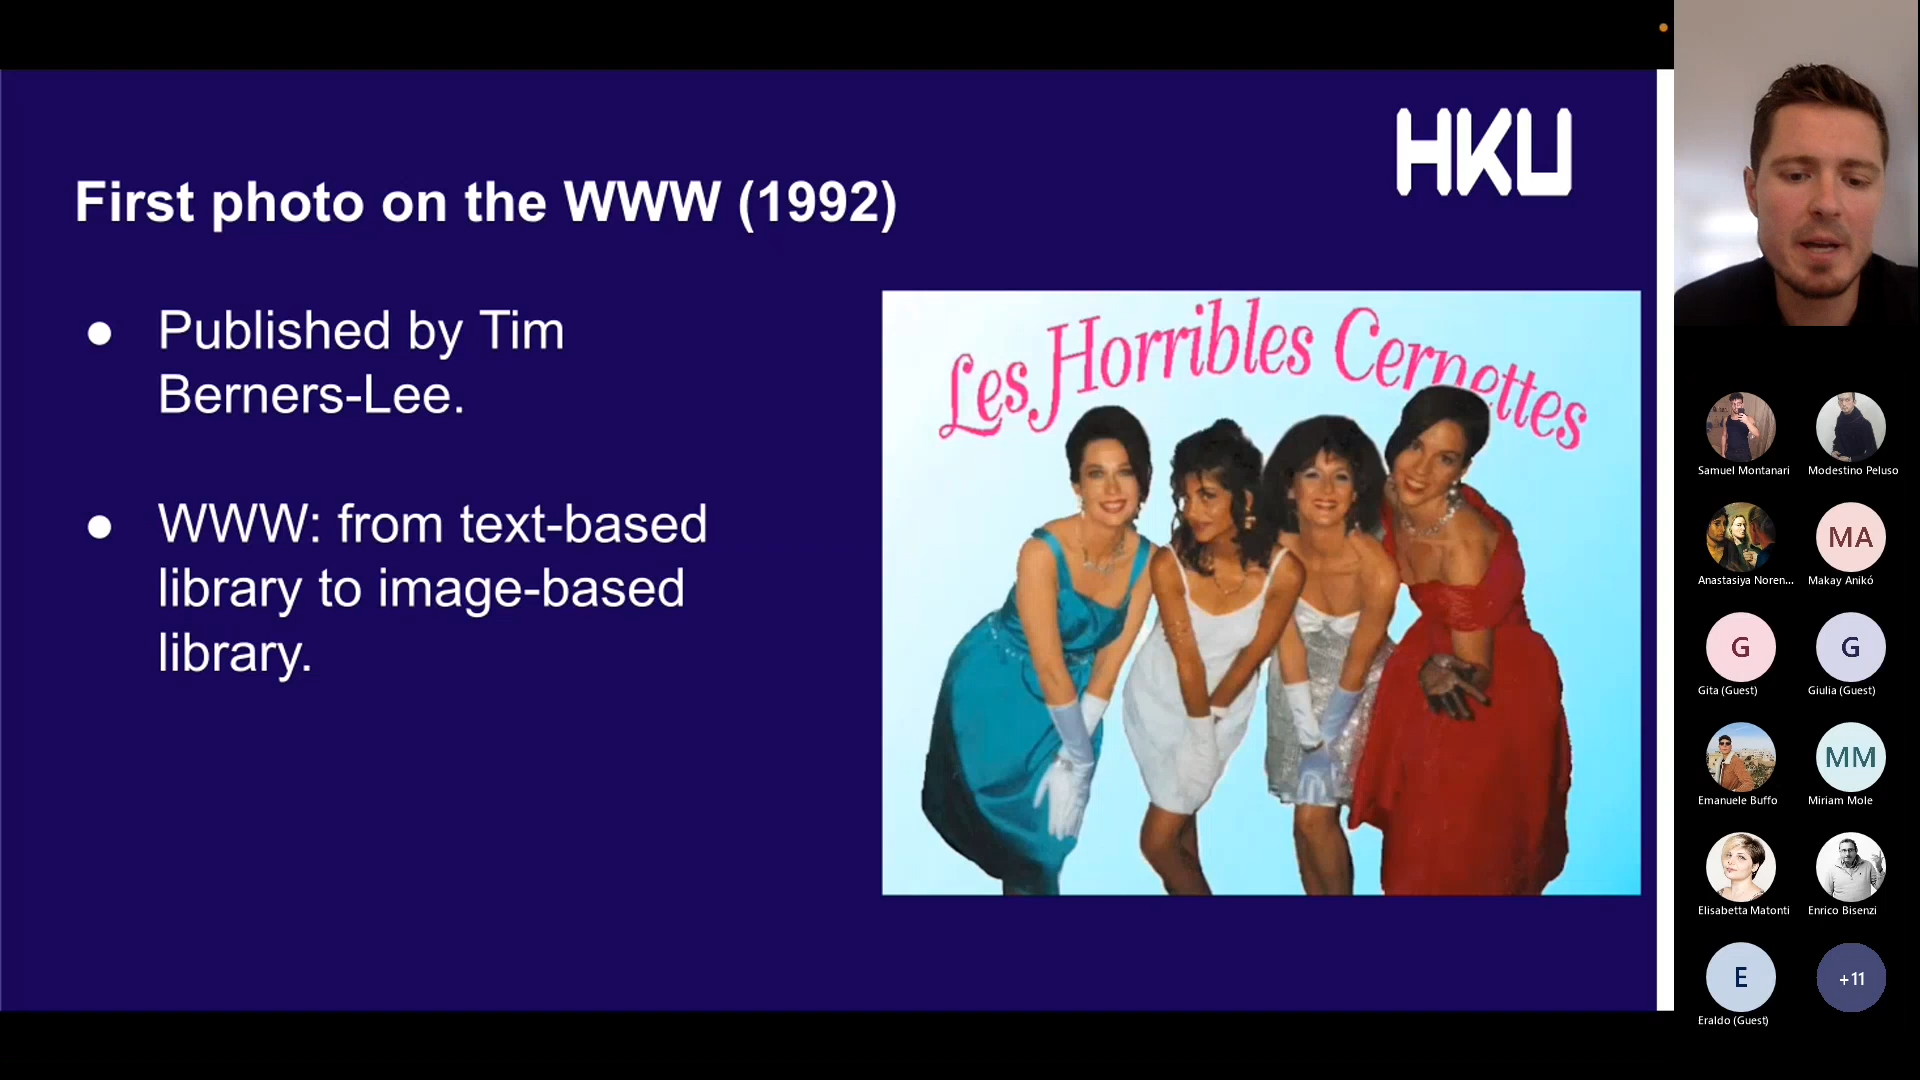 HKU
First photo on the WWW (1992)
● Published by Tim
Berners-Lee.
● WWW: from text-based
library to image-based
library.
Les Horribles Cernettes
Samuel Montanari
Modestino Peluso
Anastasiya Noren...
MA
Makay Anikó
G
Gita (Guest)
G
Giulia (Guest)
Emanuele Buffo
MM
Miriam Mole
Elisabetta Matonti
Enrico Bisenzi
E
Eraldo (Guest)
+11